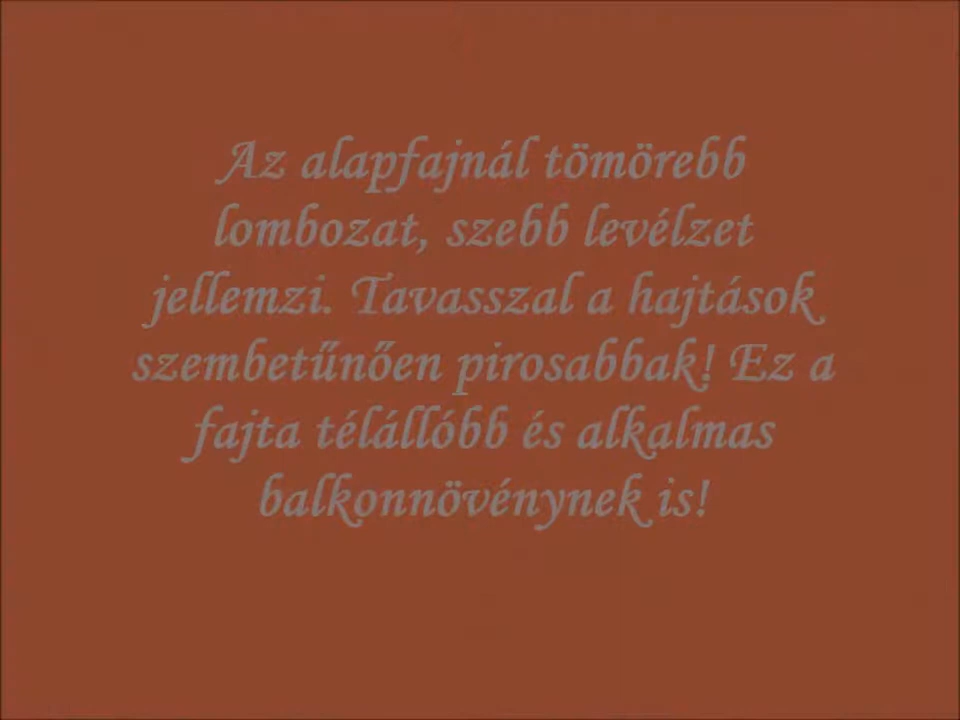 Az alapfajnál tömörebb
lombozat, szebb levélzet
jellemzi. Tavasszal a hajtások
szembetűnően pirosabbak! Ez a
fajta télállóbb és alkalmas
balkonnövénynek is!